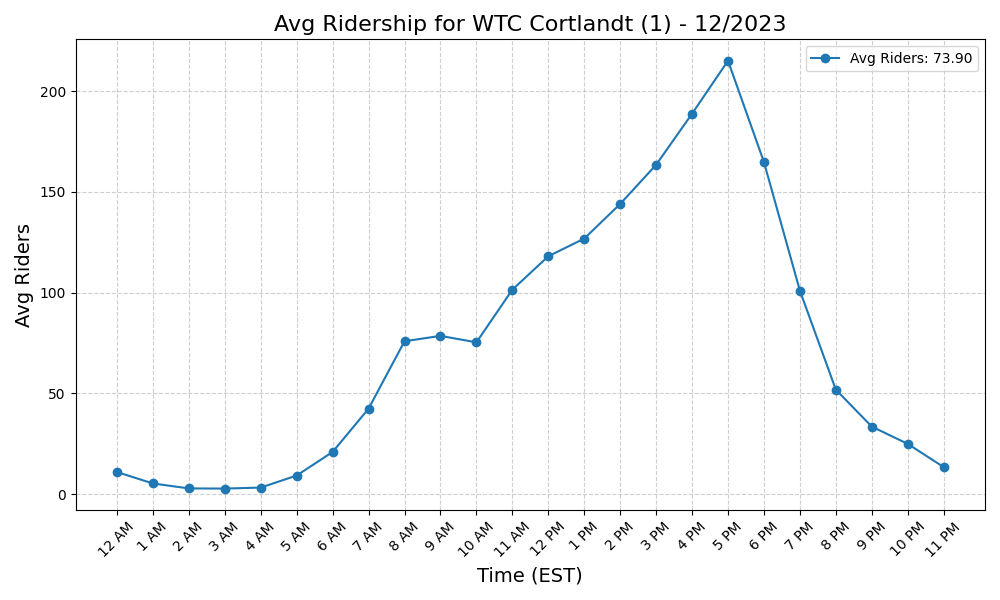 Avg Ridership for WTC Cortlandt (1) - 12/2023
Avg Riders: 73.90
Avg Riders
200
150
100
50
0
12 AM
1 AM
2 AM
3 AM
4 AM
5 AM
6 AM
7 AM
8 AM
9 AM
10 AM
11 AM
12 PM
1 PM
2 PM
3 PM
4 PM
5 PM
6 PM
7 PM
8 PM
9 PM
10 PM
11 PM
Time (EST)